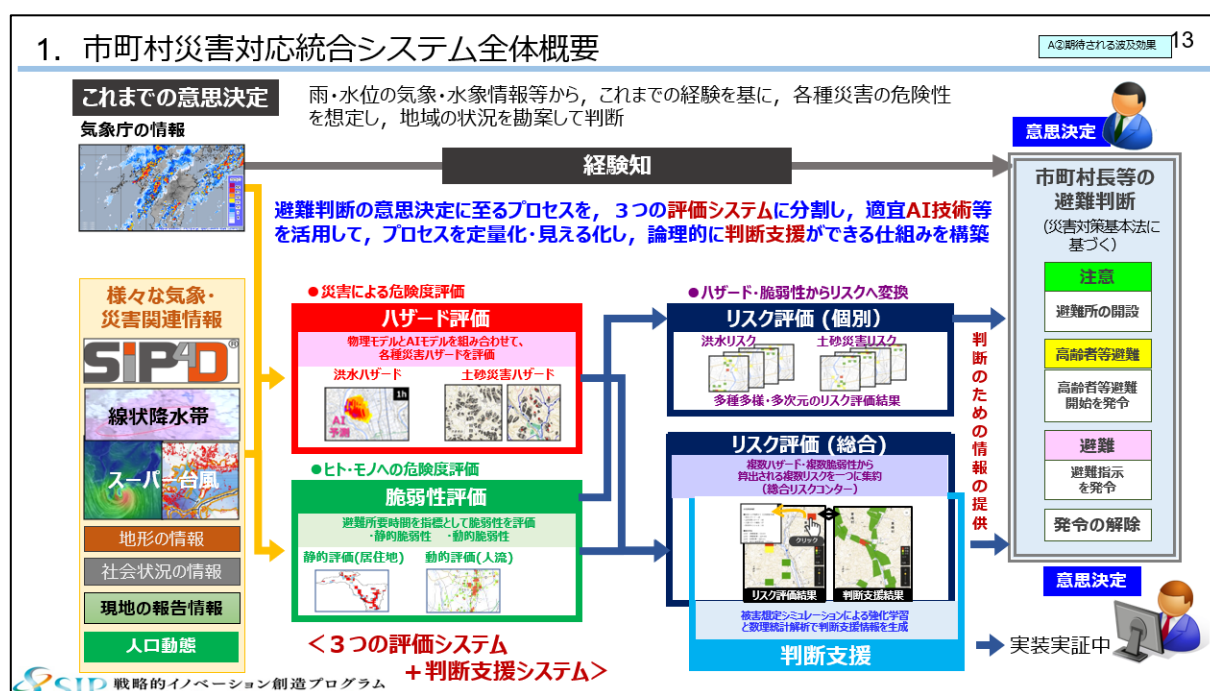 1. 市町村災害対応統合システム全体概要
A②期待される波及効果
13
これまでの意思決定
雨・水位の気象・水象情報等から，これまでの経験を基に，各種災害の危険性
を想定し，地域の状況を勘案して判断
気象庁の情報
経験知
意思決定
避難判断の意思決定に至るプロセスを，３つの評価システムに分割し，適宜AI技術等
を活用して，プロセスを定量化・見える化し，論理的に判断支援ができる仕組みを構築
様々な気象・
災害関連情報
SIP4D®
線状降水帯
スーパー台風
地形の情報
社会状況の情報
現地の報告情報
人口動態
●災害による危険度評価
ハザード評価
物理モデルとAIモデルを組み合わせて、
各種災害ハザードを評価
洪水ハザード
土砂災害ハザード
1h
AI
予測
●ヒト・モノへの危険度評価
脆弱性評価
避難所要時間を指標として脆弱性を評価
・静的脆弱性 ・動的脆弱性
静的評価(居住地)
動的評価(人流)
＜３つの評価システム
＋判断支援システム＞
●ハザード・脆弱性からリスクへ変換
リスク評価（個別）
洪水リスク
土砂災害リスク
多種多様・多次元のリスク評価結果
リスク評価（総合）
複数ハザード・複数脆弱性から
算出される複数リスクを一つに集約
（総合リスクコンター）
クリック
リスク評価結果
判断支援結果
被害想定シミュレーションによる強化学習
と数理統計解析で判断支援情報を生成
判断支援
判断のための情報の提供
市町村長等の
避難判断
(災害対策基本法に
基づく)
注意
避難所の開設
高齢者等避難
高齢者等避難
開始を発令
避難
避難指示
を発令
発令の解除
意思決定
実装実証中
SIP 戦略的イノベーション創造プログラム